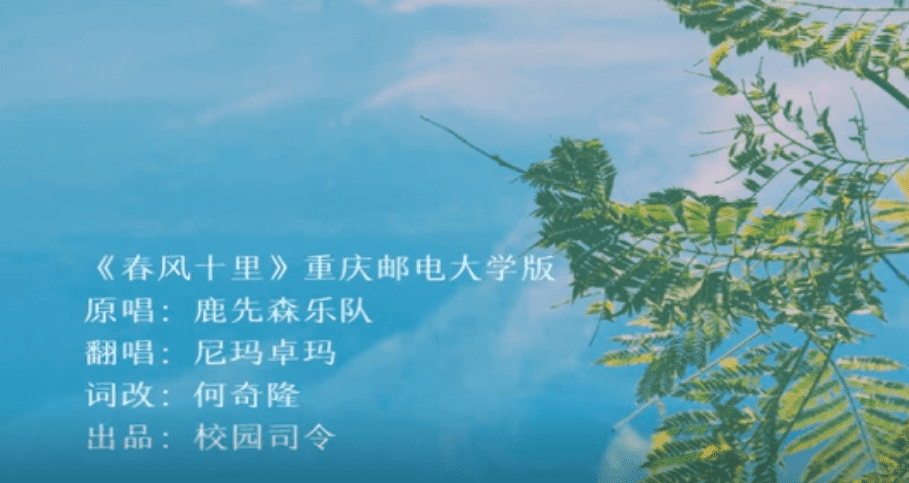 《春风十里》重庆邮电大学版
原唱：鹿先森乐队
翻唱：尼玛卓玛
词改：何奇隆
出品：校园司令